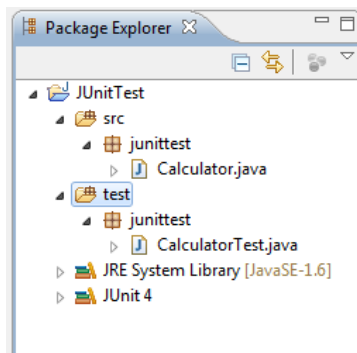 Package Explorer
JUnitTest
src
junittest
Calculator.java
test
junittest
CalculatorTest.java
JRE System Library [JavaSE-1.6]
JUnit 4